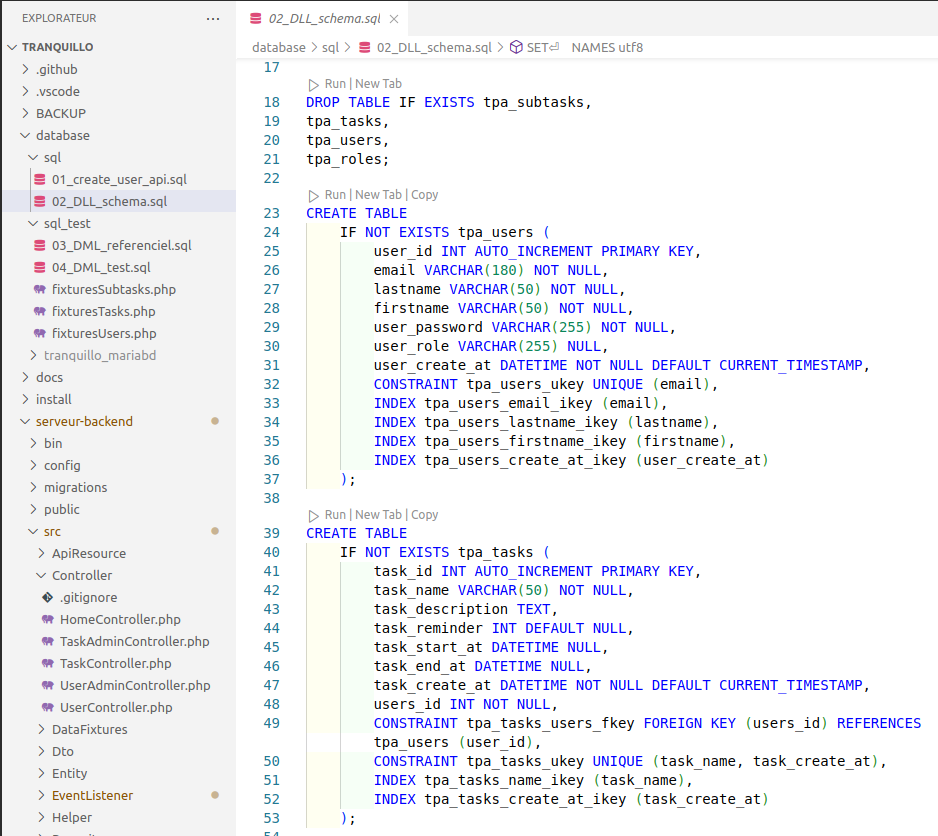 EXPLORATEUR
TRANQUILLO
.github
.vscode
BACKUP
database
sql
01_create_user_api.sql
02_DLL_schema.sql
sql_test
03_DML_referenciel.sql
04_DML_test.sql
fixturesSubtasks.php
fixturesTasks.php
fixturesUsers.php
tranquillo_mariabd
docs
install
serveur-backend
bin
config
migrations
public
src
ApiResource
Controller
.gitignore
HomeController.php
TaskAdminController.php
TaskController.php
UserAdminController.php
UserController.php
DataFixtures
Dto
Entity
EventListener
Helper
02_DLL_schema.sql
database > sql > 02_DLL_schema.sql > SET⏎ NAMES utf8
17
Run | New Tab
18 DROP TABLE IF EXISTS tpa_subtasks,
19 tpa_tasks,
20 tpa_users,
21 tpa_roles;
22
Run | New Tab | Copy
23 CREATE TABLE
24 IF NOT EXISTS tpa_users (
25 user_id INT AUTO_INCREMENT PRIMARY KEY,
26 email VARCHAR(180) NOT NULL,
27 lastname VARCHAR(50) NOT NULL,
28 firstname VARCHAR(50) NOT NULL,
29 user_password VARCHAR(255) NOT NULL,
30 user_role VARCHAR(255) NULL,
31 user_create_at DATETIME NOT NULL DEFAULT CURRENT_TIMESTAMP,
32 CONSTRAINT tpa_users_ukey UNIQUE (email),
33 INDEX tpa_users_email_ikey (email),
34 INDEX tpa_users_lastname_ikey (lastname),
35 INDEX tpa_users_firstname_ikey (firstname),
36 INDEX tpa_users_create_at_ikey (user_create_at)
37 );
38
Run | New Tab | Copy
39 CREATE TABLE
40 IF NOT EXISTS tpa_tasks (
41 task_id INT AUTO_INCREMENT PRIMARY KEY,
42 task_name VARCHAR(50) NOT NULL,
43 task_description TEXT,
44 task_reminder INT DEFAULT NULL,
45 task_start_at DATETIME NULL,
46 task_end_at DATETIME NULL,
47 task_create_at DATETIME NOT NULL DEFAULT CURRENT_TIMESTAMP,
48 users_id INT NOT NULL,
49 CONSTRAINT tpa_tasks_users_fkey FOREIGN KEY (users_id) REFERENCES
tpa_users (user_id),
50 CONSTRAINT tpa_tasks_ukey UNIQUE (task_name, task_create_at),
51 INDEX tpa_tasks_name_ikey (task_name),
52 INDEX tpa_tasks_create_at_ikey (task_create_at)
53 );